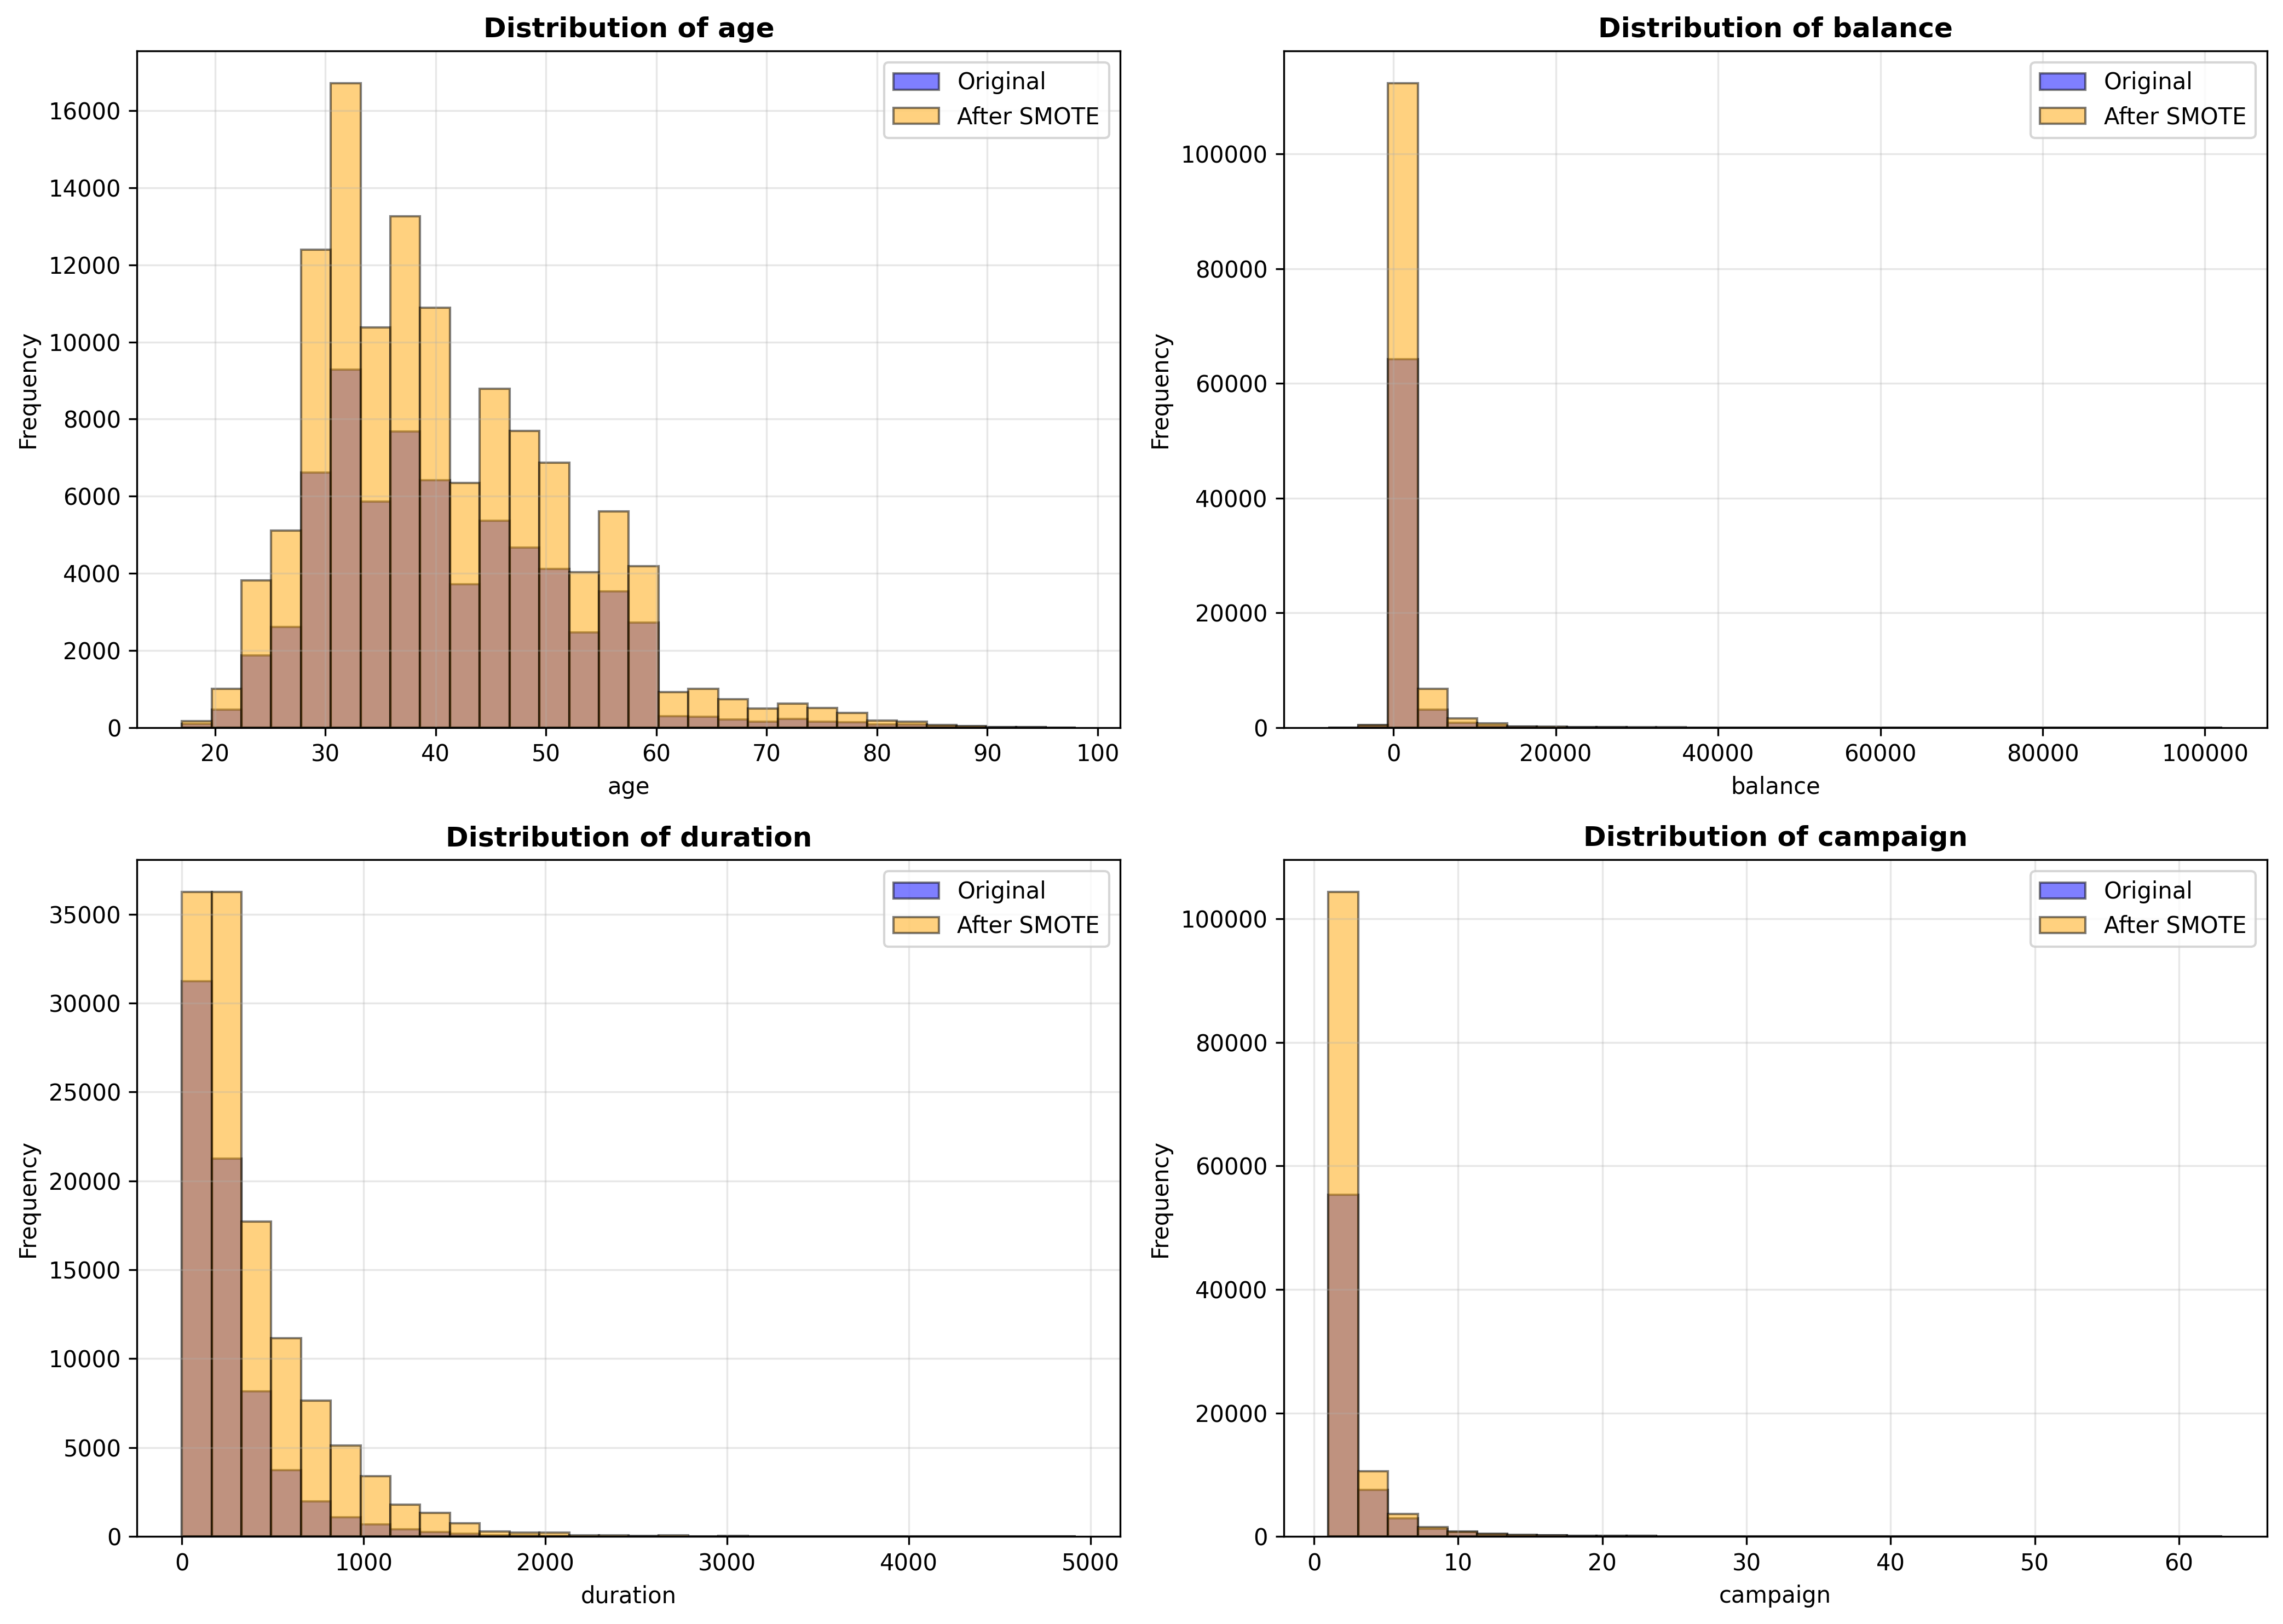 Distribution of age
Original
After SMOTE
Frequency
16000
14000
12000
10000
8000
6000
4000
2000
0
20 30 40 50 60 70 80 90 100
age
Distribution of balance
Original
After SMOTE
Frequency
100000
80000
60000
40000
20000
0
0 20000 40000 60000 80000 100000
balance
Distribution of duration
Original
After SMOTE
Frequency
35000
30000
25000
20000
15000
10000
5000
0
0 1000 2000 3000 4000 5000
duration
Distribution of campaign
Original
After SMOTE
Frequency
100000
80000
60000
40000
20000
0
0 10 20 30 40 50 60
campaign